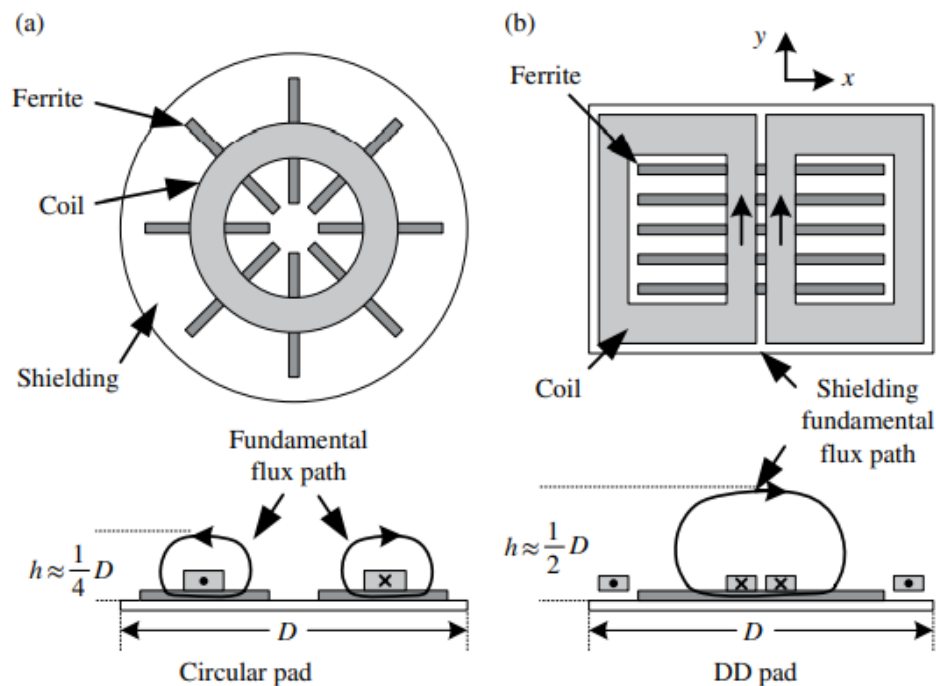 (a)
Ferrite
Coil
Shielding
Fundamental
flux path
h ≈ 1/4 D
D
Circular pad
(b)
y
x
Ferrite
Coil
Shielding
fundamental
flux path
h ≈ 1/2 D
D
DD pad